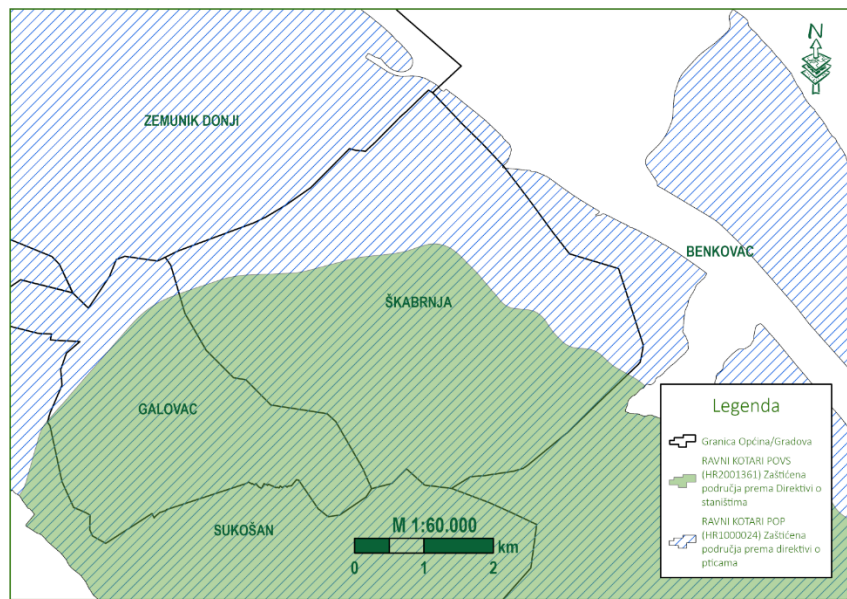 N
ZEMUNIK DONJI
BENKOVAC
ŠKABRNJA
GALOVAC
SUKOŠAN
M 1:60.000
km
0 1 2
Legenda
Granica Općina/Gradova
RAVNI KOTARI POVS
(HR2001361) Zaštićena
područja prema Direktivi o
staništima
RAVNI KOTARI POP
(HR1000024) Zaštićena
područja prema direktivi o
pticama